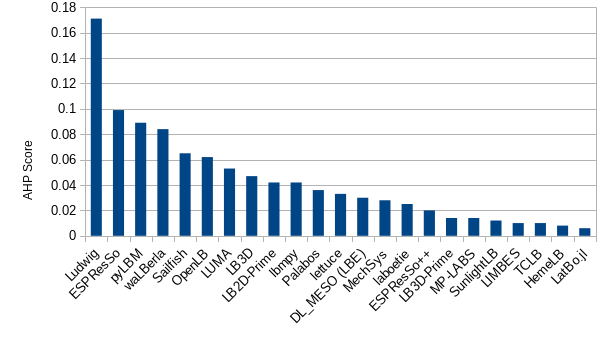 0.18
0.16
0.14
0.12
0.1
0.08
0.06
0.04
0.02
0
AHP Score
Ludwig
ESPResSo
pyLBM
waLBerla
Sailfish
OpenLB
LUMA
LB3D
LB2D-Prime
lbmpy
Palabos
lettuce
DL_MESO (LBE)
MechSys
laboetie
ESPResSo++
LB3D-Prime
MP-LABS
SunlightLB
LIMBES
TCLB
HemeLB
LatBo.jl